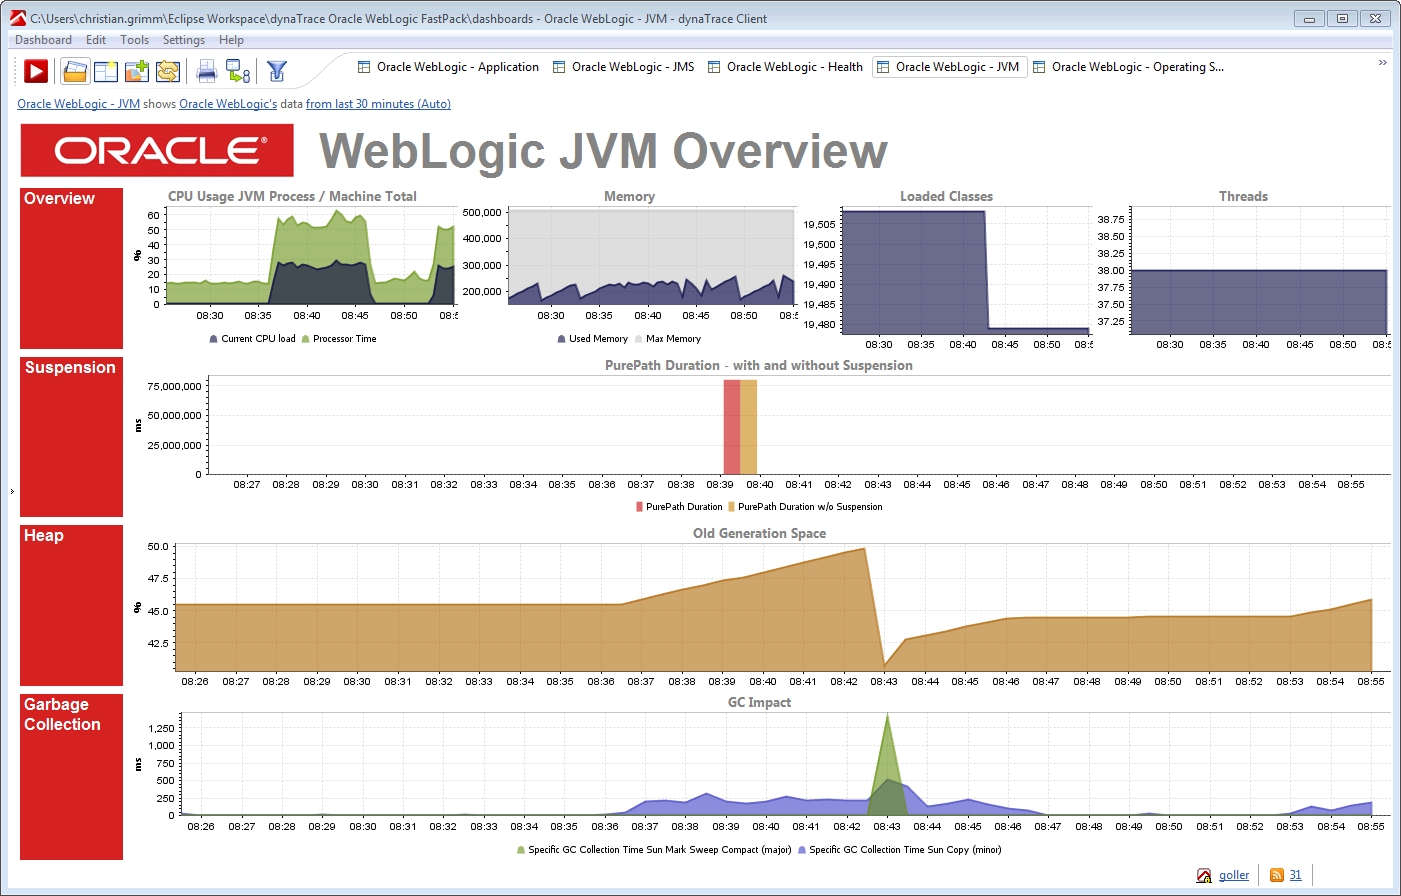 C:\Users\christian.grimm\Eclipse Workspace\dynaTrace Oracle WebLogic FastPack\dashboards - Oracle WebLogic - JVM - dynaTrace Client
Dashboard Edit Tools Settings Help
Oracle WebLogic - Application Oracle WebLogic - JMS Oracle WebLogic - Health Oracle WebLogic - JVM Oracle WebLogic - Operating S... »
Oracle WebLogic - JVM shows Oracle WebLogic's data from last 30 minutes (Auto)
ORACLE® WebLogic JVM Overview
Overview
CPU Usage JVM Process / Machine Total
%
60
50
40
30
20
10
0
08:30 08:35 08:40 08:45 08:50 08:5
Current CPU load Processor Time
Memory
500,000
400,000
300,000
200,000
08:30 08:35 08:40 08:45 08:50 08:5
Used Memory Max Memory
Loaded Classes
19,505
19,500
19,495
19,490
19,485
19,480
08:30 08:35 08:40 08:45 08:50 08:5
Threads
38.75
38.50
38.25
38.00
37.75
37.50
37.25
08:30 08:35 08:40 08:45 08:50 08:5
Suspension
PurePath Duration - with and without Suspension
ms
75,000,000
50,000,000
25,000,000
0
08:27 08:28 08:29 08:30 08:31 08:32 08:33 08:34 08:35 08:36 08:37 08:38 08:39 08:40 08:41 08:42 08:43 08:44 08:45 08:46 08:47 08:48 08:49 08:50 08:51 08:52 08:53 08:54 08:55
PurePath Duration PurePath Duration w/o Suspension
Heap
Old Generation Space
%
50.0
47.5
45.0
42.5
08:26 08:27 08:28 08:29 08:30 08:31 08:32 08:33 08:34 08:35 08:36 08:37 08:38 08:39 08:40 08:41 08:42 08:43 08:44 08:45 08:46 08:47 08:48 08:49 08:50 08:51 08:52 08:53 08:54 08:55
Garbage
Collection
GC Impact
ms
1,250
1,000
750
500
250
0
08:26 08:27 08:28 08:29 08:30 08:31 08:32 08:33 08:34 08:35 08:36 08:37 08:38 08:39 08:40 08:41 08:42 08:43 08:44 08:45 08:46 08:47 08:48 08:49 08:50 08:51 08:52 08:53 08:54 08:55
Specific GC Collection Time Sun Mark Sweep Compact (major) Specific GC Collection Time Sun Copy (minor)
goller 31